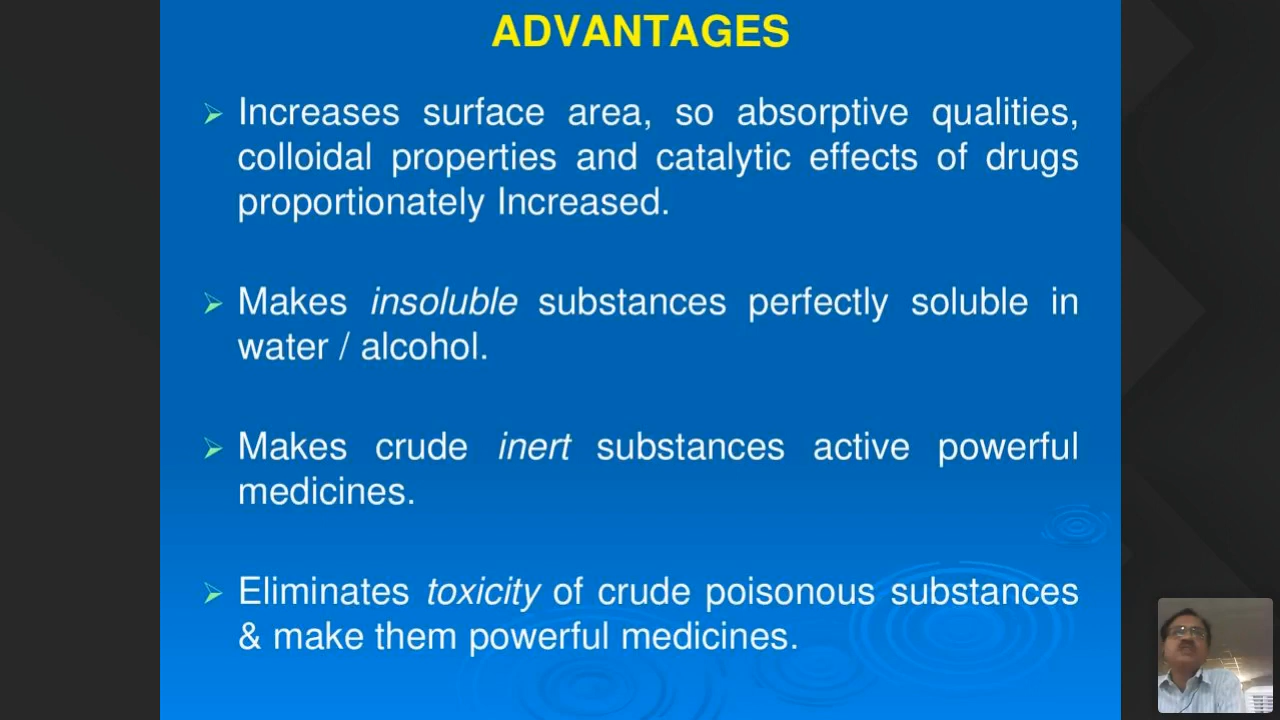 ADVANTAGES
Increases surface area, so absorptive qualities,
colloidal properties and catalytic effects of drugs
proportionately Increased.
Makes insoluble substances perfectly soluble in
water / alcohol.
Makes crude inert substances active powerful
medicines.
Eliminates toxicity of crude poisonous substances
& make them powerful medicines.